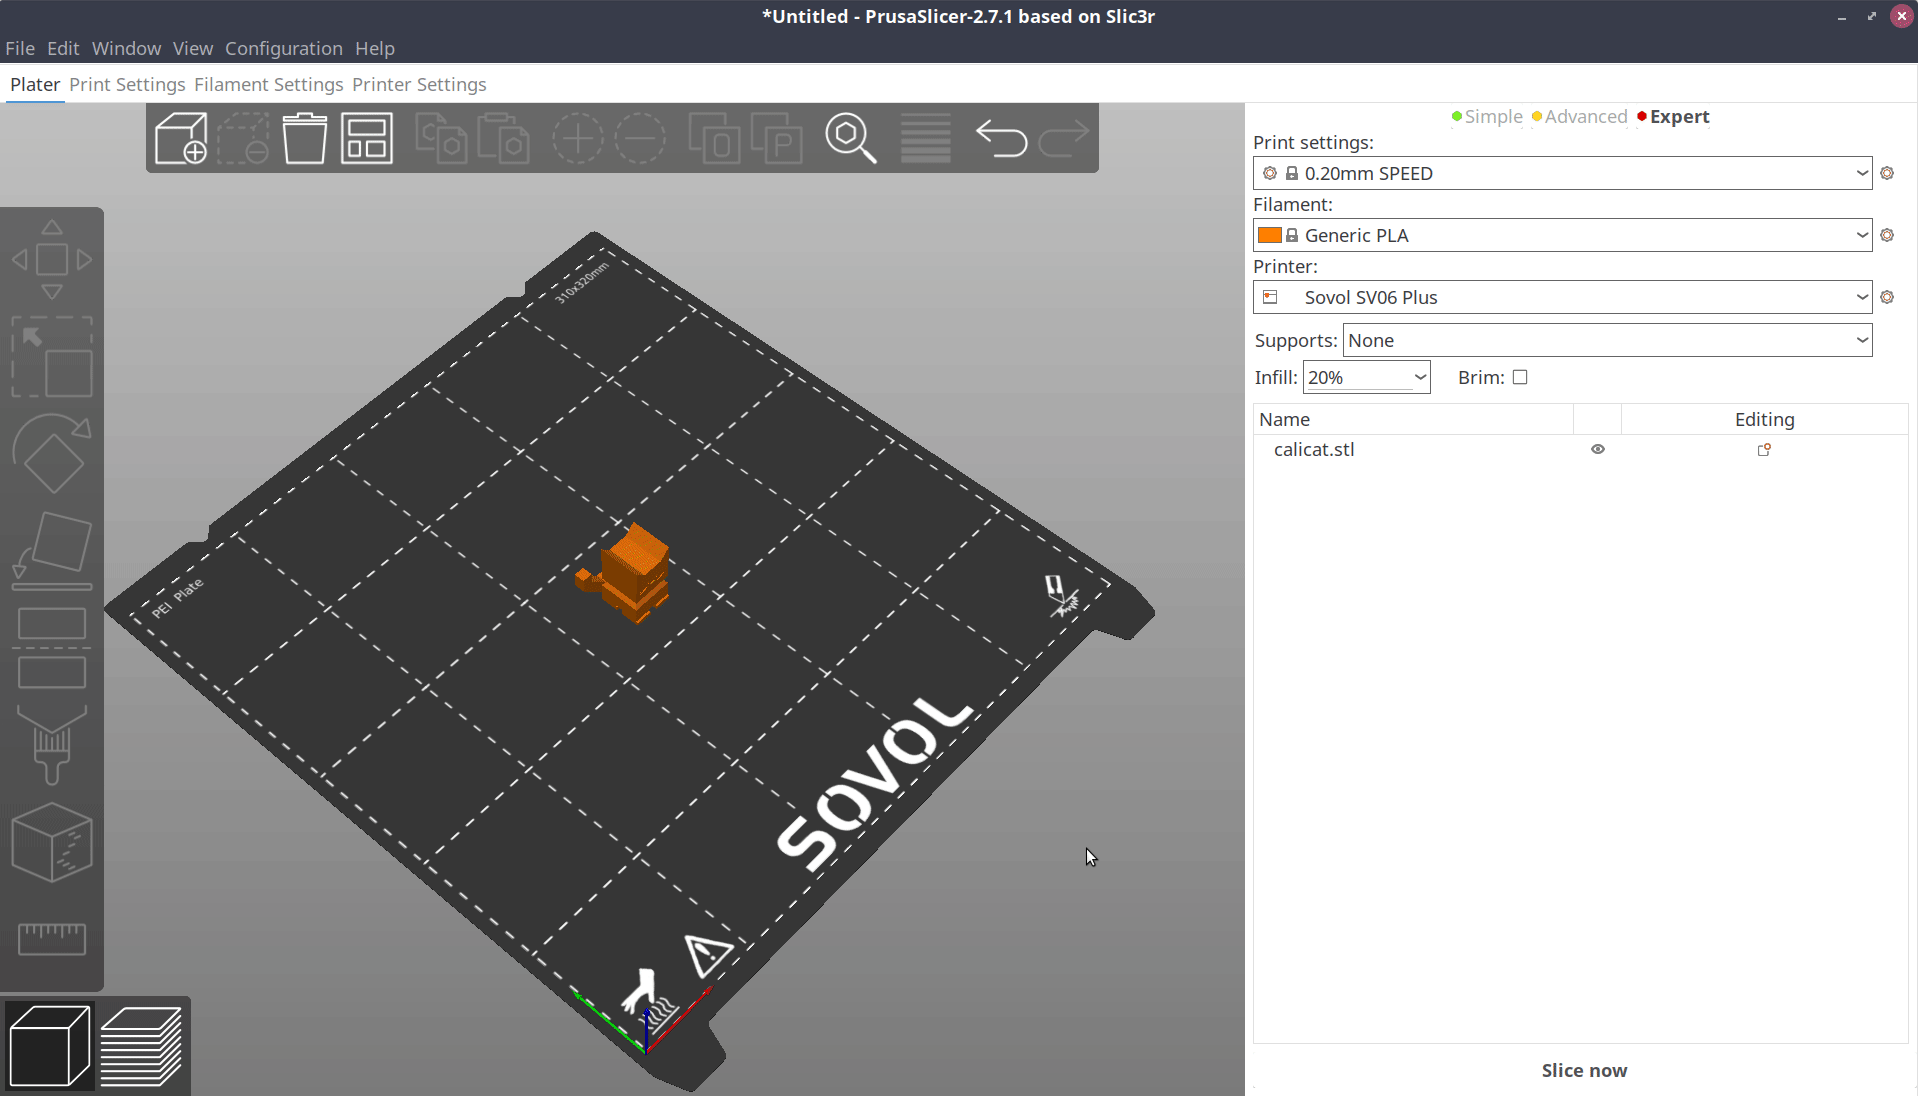 *Untitled - PrusaSlicer-2.7.1 based on Slic3r
File Edit Window View Configuration Help
Plater Print Settings Filament Settings Printer Settings
Simple Advanced Expert
Print settings:
0.20mm SPEED
Filament:
Generic PLA
Printer:
Sovol SV06 Plus
Supports: None
Infill: 20% Brim:
Name Editing
calicat.stl
310x320mm
PEI Plate
SOVOL
Slice now